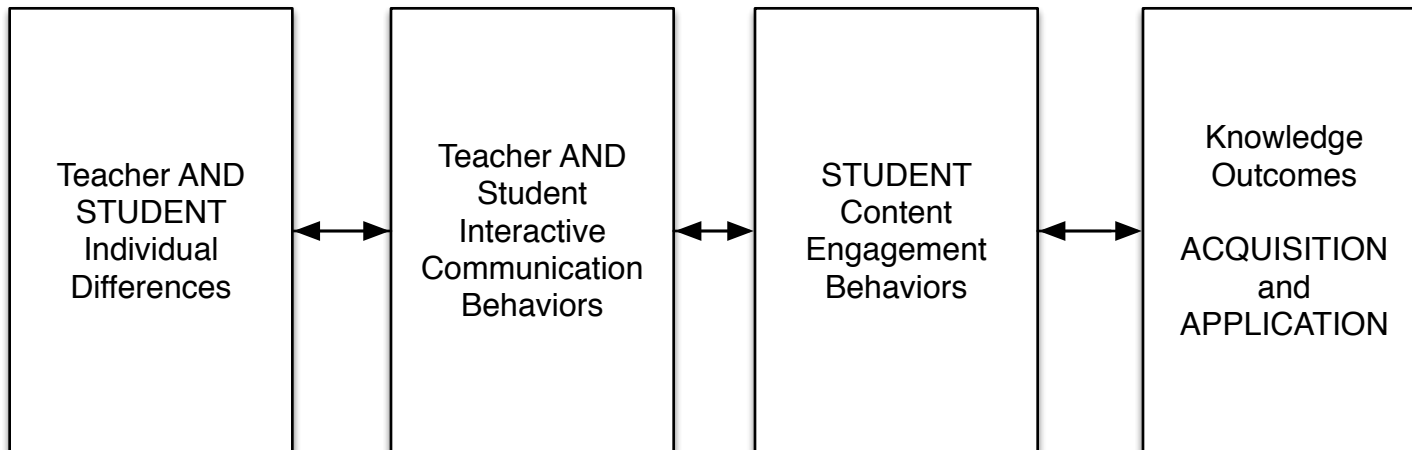 Teacher AND
STUDENT
Individual
Differences
Teacher AND
Student
Interactive
Communication
Behaviors
STUDENT
Content
Engagement
Behaviors
Knowledge
Outcomes
ACQUISITION
and
APPLICATION